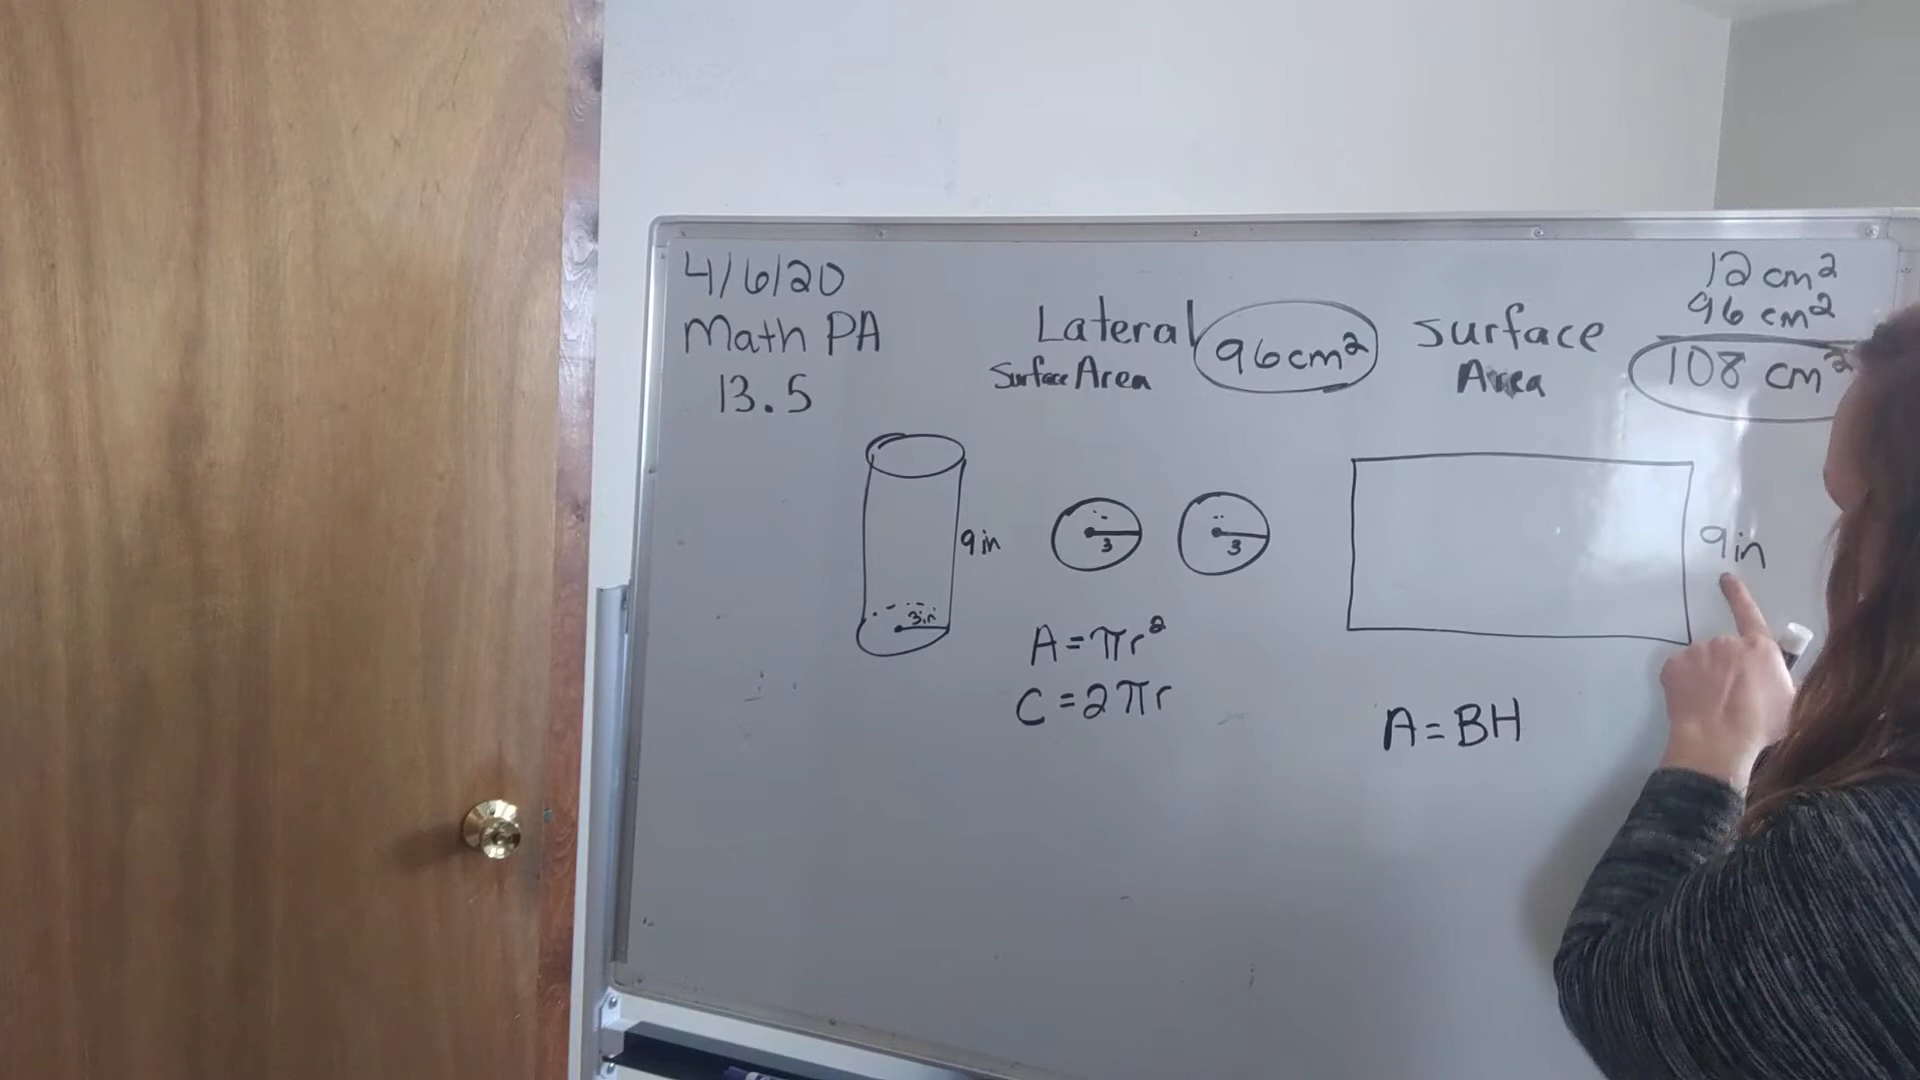 4/6/20
Math PA
13.5
Lateral
Surface Area
96 cm²
Surface
Area
12 cm²
96 cm²
108 cm²
9 in
3 in
3
3
A = πr²
C = 2πr
9 in
A = BH